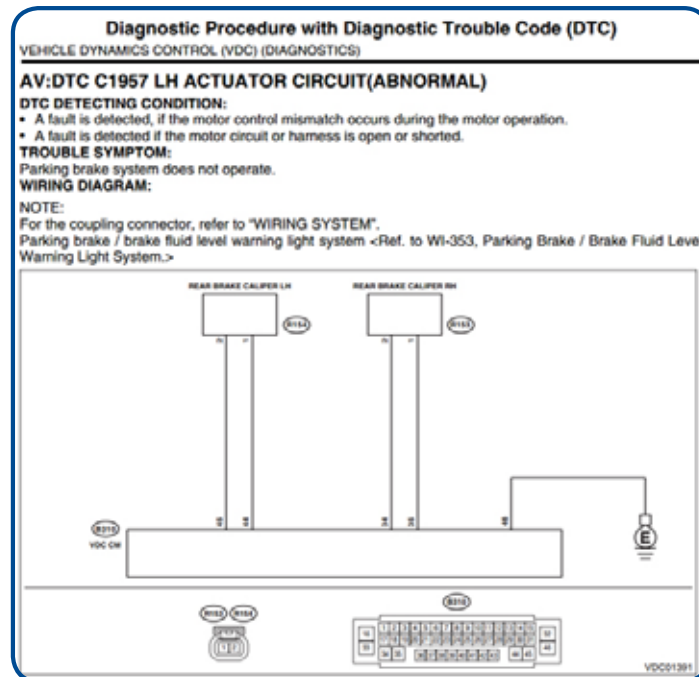 Diagnostic Procedure with Diagnostic Trouble Code (DTC)
VEHICLE DYNAMICS CONTROL (VDC) (DIAGNOSTICS)
AV:DTC C1957 LH ACTUATOR CIRCUIT(ABNORMAL)
DTC DETECTING CONDITION:
• A fault is detected, if the motor control mismatch occurs during the motor operation.
• A fault is detected if the motor circuit or harness is open or shorted.
TROUBLE SYMPTOM:
Parking brake system does not operate.
WIRING DIAGRAM:
NOTE:
For the coupling connector, refer to "WIRING SYSTEM".
Parking brake / brake fluid level warning light system <Ref. to WI-353, Parking Brake / Brake Fluid Leve
Warning Light System.>
REAR BRAKE CALIPER LH REAR BRAKE CALIPER RH
2 1 2 1
E
VDC CM
B310
VDC01391